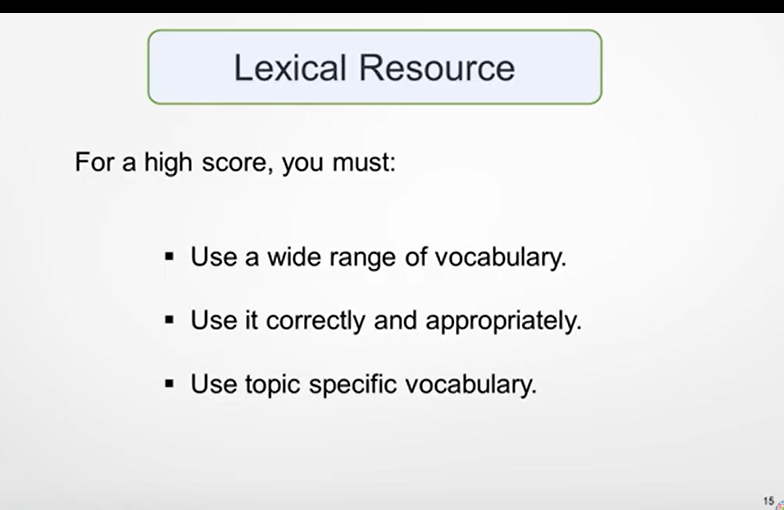 Lexical Resource
For a high score, you must:
▪ Use a wide range of vocabulary.
▪ Use it correctly and appropriately.
▪ Use topic specific vocabulary.
15